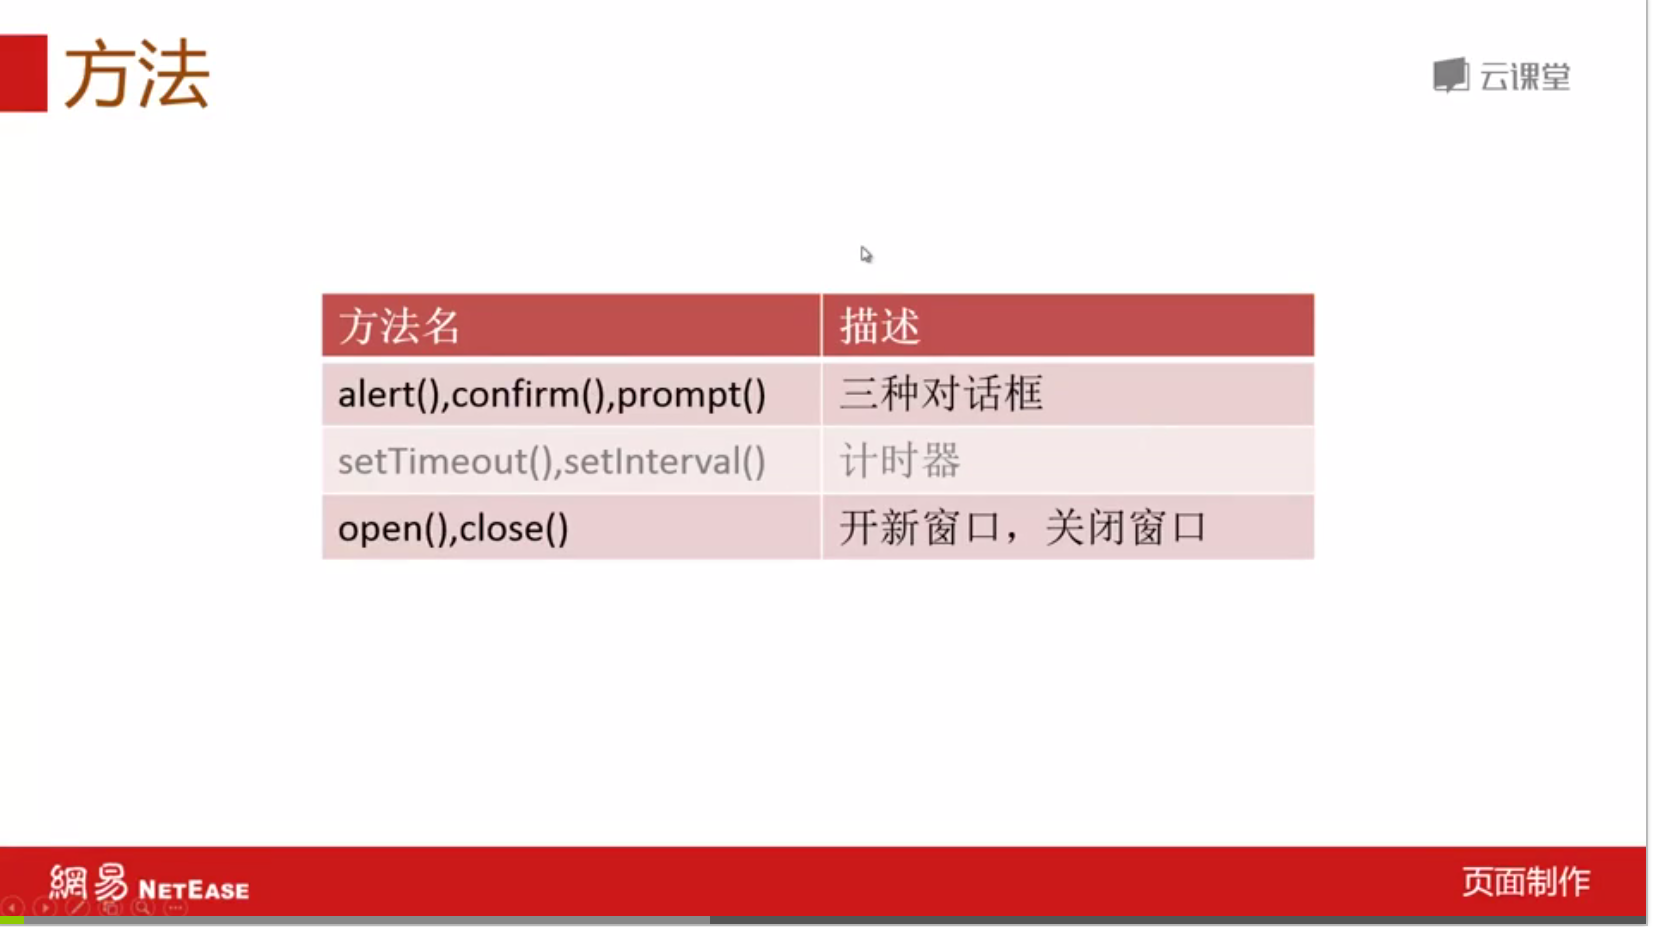 方法
云课堂
方法名 描述
alert(),confirm(),prompt() 三种对话框
setTimeout(),setInterval() 计时器
open(),close() 开新窗口，关闭窗口
網易 NETEASE
页面制作